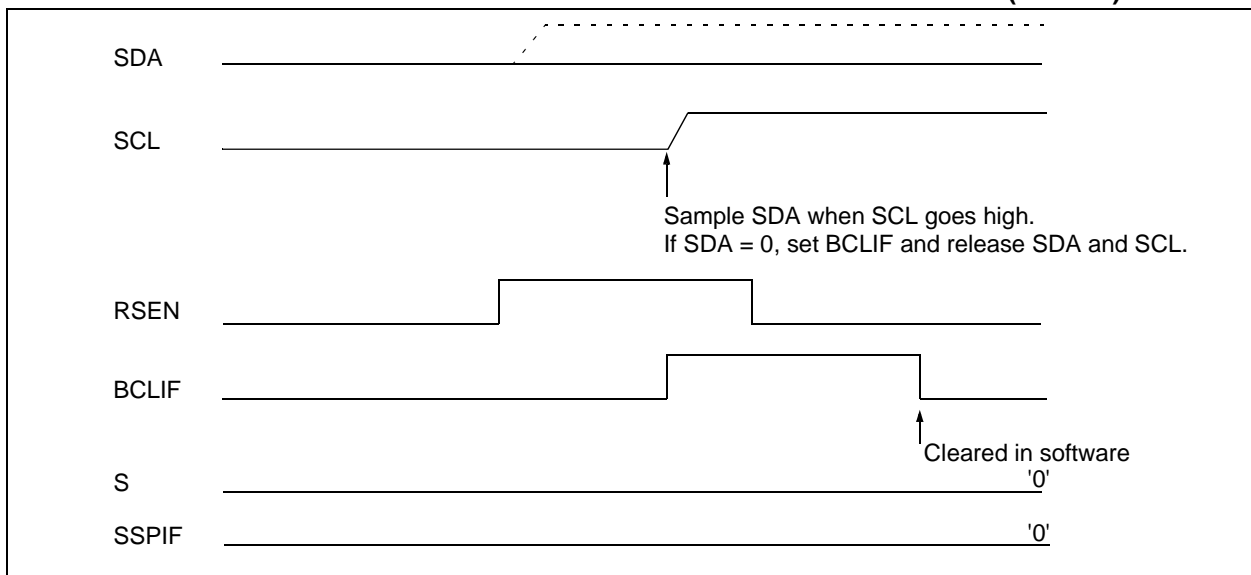 SDA
SCL
Sample SDA when SCL goes high.
If SDA = 0, set BCLIF and release SDA and SCL.
RSEN
BCLIF
Cleared in software
S
'0'
SSPIF
'0'